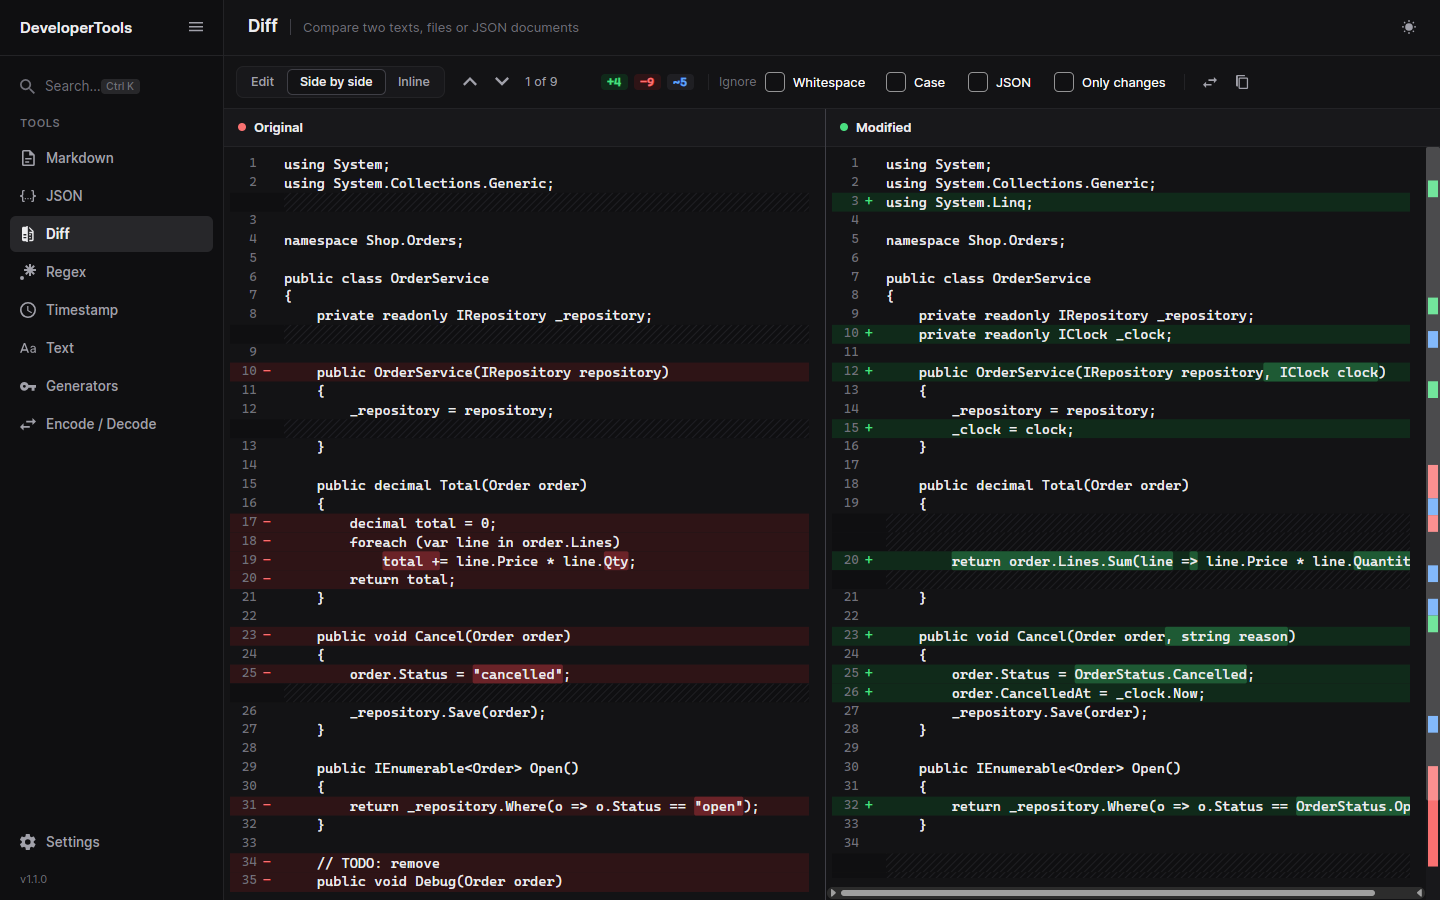 DeveloperTools
Diff
Compare two texts, files or JSON documents
Search...
Ctrl K
TOOLS
Markdown
JSON
Diff
Regex
Timestamp
Aa Text
Generators
Encode / Decode
Settings
v1.1.0
Edit
Side by side
Inline
1 of 9
+4
−9
~5
Ignore
Whitespace
Case
JSON
Only changes
Original
1 using System;
2 using System.Collections.Generic;
3
4 namespace Shop.Orders;
5
6 public class OrderService
7 {
8 private readonly IRepository _repository;
9
10 − public OrderService(IRepository repository)
11 {
12 _repository = repository;
13 }
14
15 public decimal Total(Order order)
16 {
17 − decimal total = 0;
18 − foreach (var line in order.Lines)
19 − total += line.Price * line.Qty;
20 − return total;
21 }
22
23 − public void Cancel(Order order)
24 {
25 − order.Status = "cancelled";
26 _repository.Save(order);
27 }
28
29 public IEnumerable<Order> Open()
30 {
31 − return _repository.Where(o => o.Status == "open");
32 }
33
34 − // TODO: remove
35 − public void Debug(Order order)
Modified
1 using System;
2 using System.Collections.Generic;
3 + using System.Linq;
4
5 namespace Shop.Orders;
6
7 public class OrderService
8 {
9 private readonly IRepository _repository;
10 + private readonly IClock _clock;
11
12 + public OrderService(IRepository repository, IClock clock)
13 {
14 _repository = repository;
15 + _clock = clock;
16 }
17
18 public decimal Total(Order order)
19 {
20 + return order.Lines.Sum(line => line.Price * line.Quantit
21 }
22
23 + public void Cancel(Order order, string reason)
24 {
25 + order.Status = OrderStatus.Cancelled;
26 + order.CancelledAt = _clock.Now;
27 _repository.Save(order);
28 }
29
30 public IEnumerable<Order> Open()
31 {
32 + return _repository.Where(o => o.Status == OrderStatus.Op
33 }
34